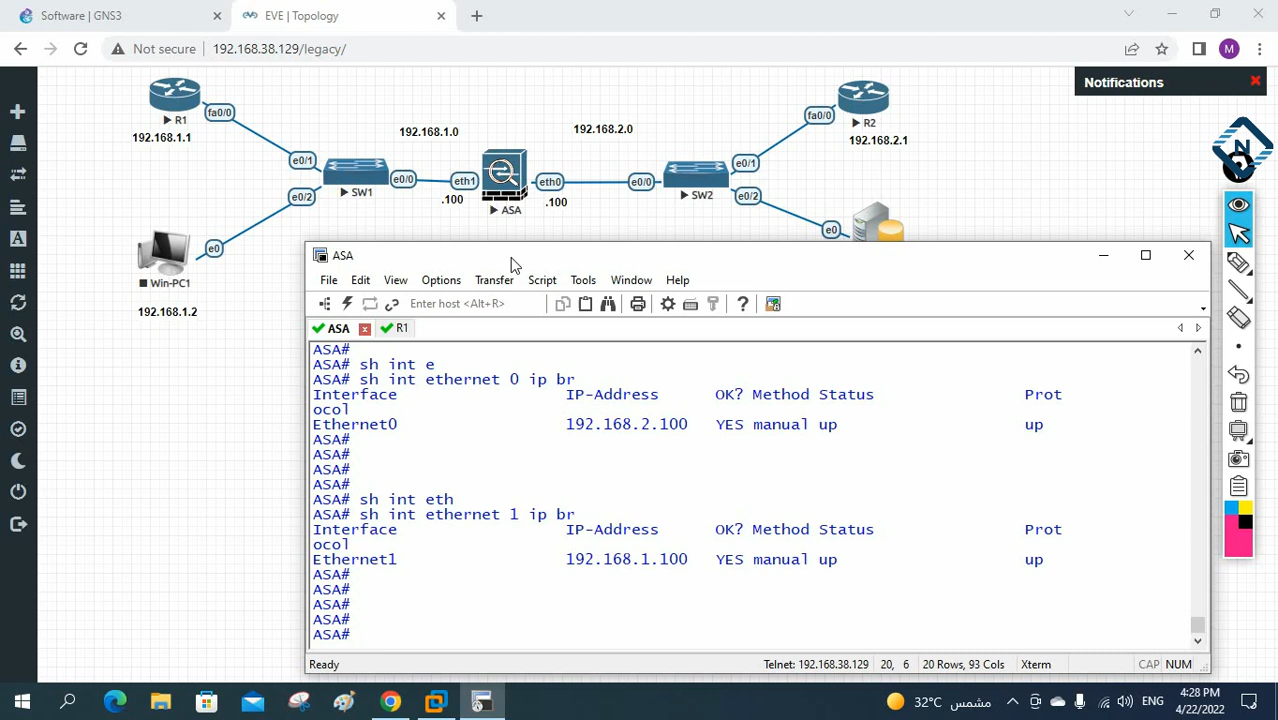 Software | GNS3
EVE | Topology
Not secure
192.168.38.129/legacy/
M
Notifications
R1
fa0/0
192.168.1.1
192.168.1.0
192.168.2.0
fa0/0
R2
192.168.2.1
e0/1
e0/2
SW1
e0/0
eth1
.100
ASA
eth0
.100
e0/0
SW2
e0/1
e0/2
e0
e0
Win-PC1
192.168.1.2
N
ASA
File Edit View Options Transfer Script Tools Window Help
Enter host <Alt+R>
ASA
R1
ASA#
ASA# sh int e
ASA# sh int ethernet 0 ip br
Interface IP-Address OK? Method Status Prot
ocol
Ethernet0 192.168.2.100 YES manual up up
ASA#
ASA#
ASA#
ASA#
ASA# sh int eth
ASA# sh int ethernet 1 ip br
Interface IP-Address OK? Method Status Prot
ocol
Ethernet1 192.168.1.100 YES manual up up
ASA#
ASA#
ASA#
ASA#
ASA#
Ready
Telnet: 192.168.38.129 20, 6 20 Rows, 93 Cols Xterm CAP NUM
32°C مشمس
ENG
4:28 PM
4/22/2022